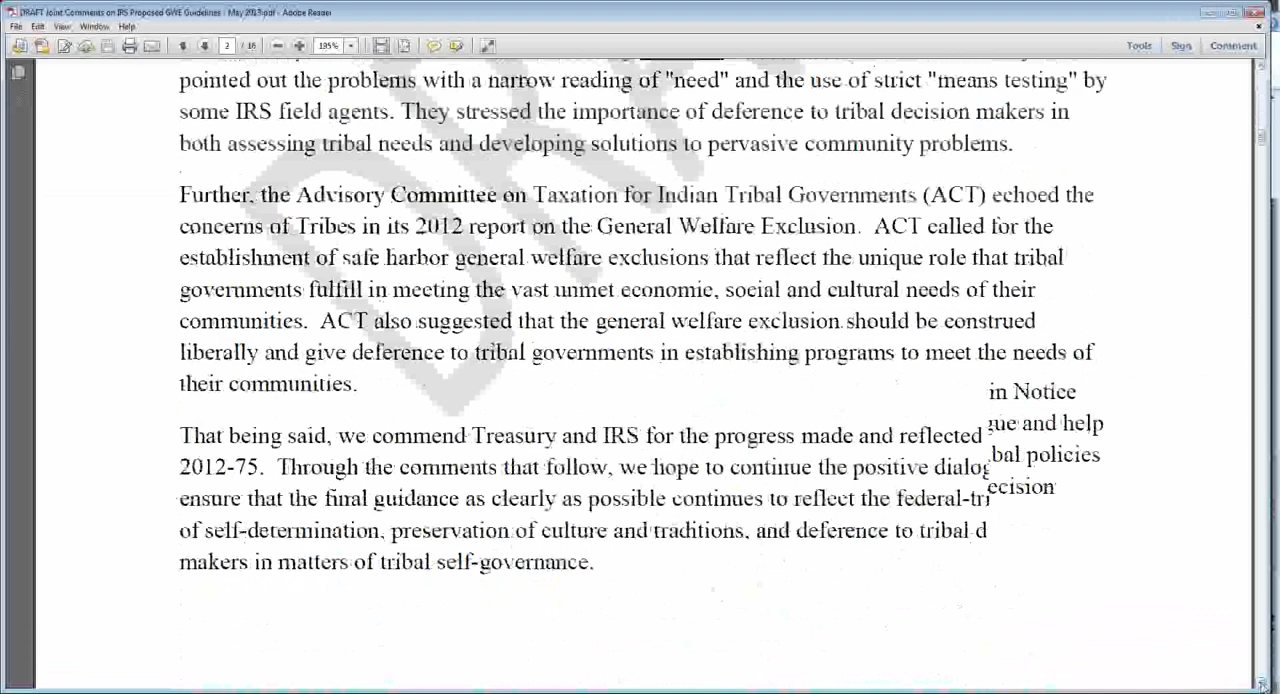 DRAFT Joint Comments on IRS Proposed GWE Guidelines - May 2013.pdf - Adobe Reader
File Edit View Window Help
2 / 16 195% Tools Sign Comment
pointed out the problems with a narrow reading of "need" and the use of strict "means testing" by
some IRS field agents. They stressed the importance of deference to tribal decision makers in
both assessing tribal needs and developing solutions to pervasive community problems.
Further, the Advisory Committee on Taxation for Indian Tribal Governments (ACT) echoed the
concerns of Tribes in its 2012 report on the General Welfare Exclusion. ACT called for the
establishment of safe harbor general welfare exclusions that reflect the unique role that tribal
governments fulfill in meeting the vast unmet economic, social and cultural needs of their
communities. ACT also suggested that the general welfare exclusion should be construed
liberally and give deference to tribal governments in establishing programs to meet the needs of
their communities.
That being said, we commend Treasury and IRS for the progress made and reflected in Notice
2012-75. Through the comments that follow, we hope to continue the positive dialogue and help
ensure that the final guidance as clearly as possible continues to reflect the federal-tribal policies
of self-determination, preservation of culture and traditions, and deference to tribal decision
makers in matters of tribal self-governance.